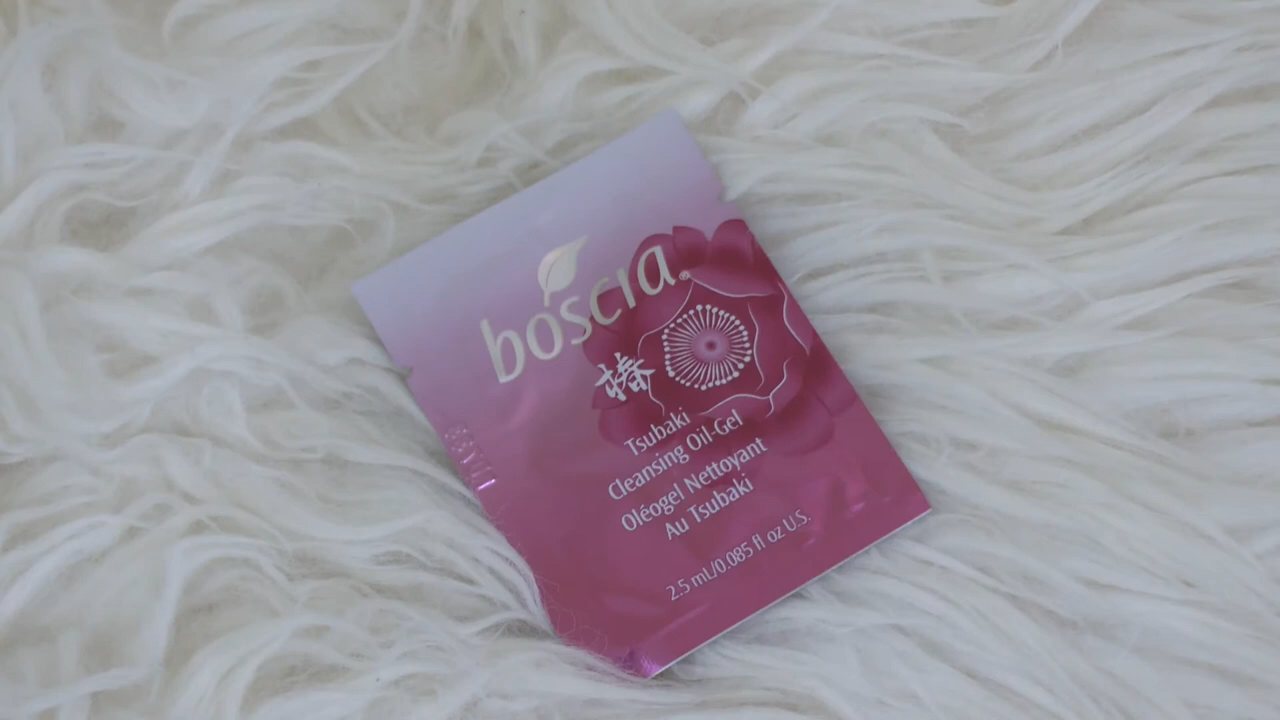 boscia®
椿
Tsubaki
Cleansing Oil-Gel
Oléogel Nettoyant
Au Tsubaki
2.5 mL/0.085 fl oz U.S.